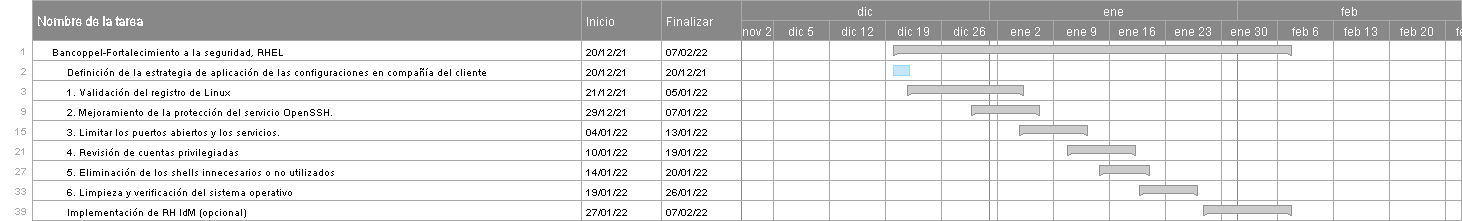 dic ene feb
Nombre de la tarea Inicio Finalizar
nov 2 dic 5 dic 12 dic 19 dic 26 ene 2 ene 9 ene 16 ene 23 ene 30 feb 6 feb 13 feb 20 fe
1 Bancoppel-Fortalecimiento a la seguridad, RHEL 20/12/21 07/02/22
2 Definición de la estrategia de aplicación de las configuraciones en compañía del cliente 20/12/21 20/12/21
3 1. Validación del registro de Linux 21/12/21 05/01/22
9 2. Mejoramiento de la protección del servicio OpenSSH. 29/12/21 07/01/22
15 3. Limitar los puertos abiertos y los servicios. 04/01/22 13/01/22
21 4. Revisión de cuentas privilegiadas 10/01/22 19/01/22
27 5. Eliminación de los shells innecesarios o no utilizados 14/01/22 20/01/22
33 6. Limpieza y verificación del sistema operativo 19/01/22 26/01/22
39 Implementación de RH IdM (opcional) 27/01/22 07/02/22